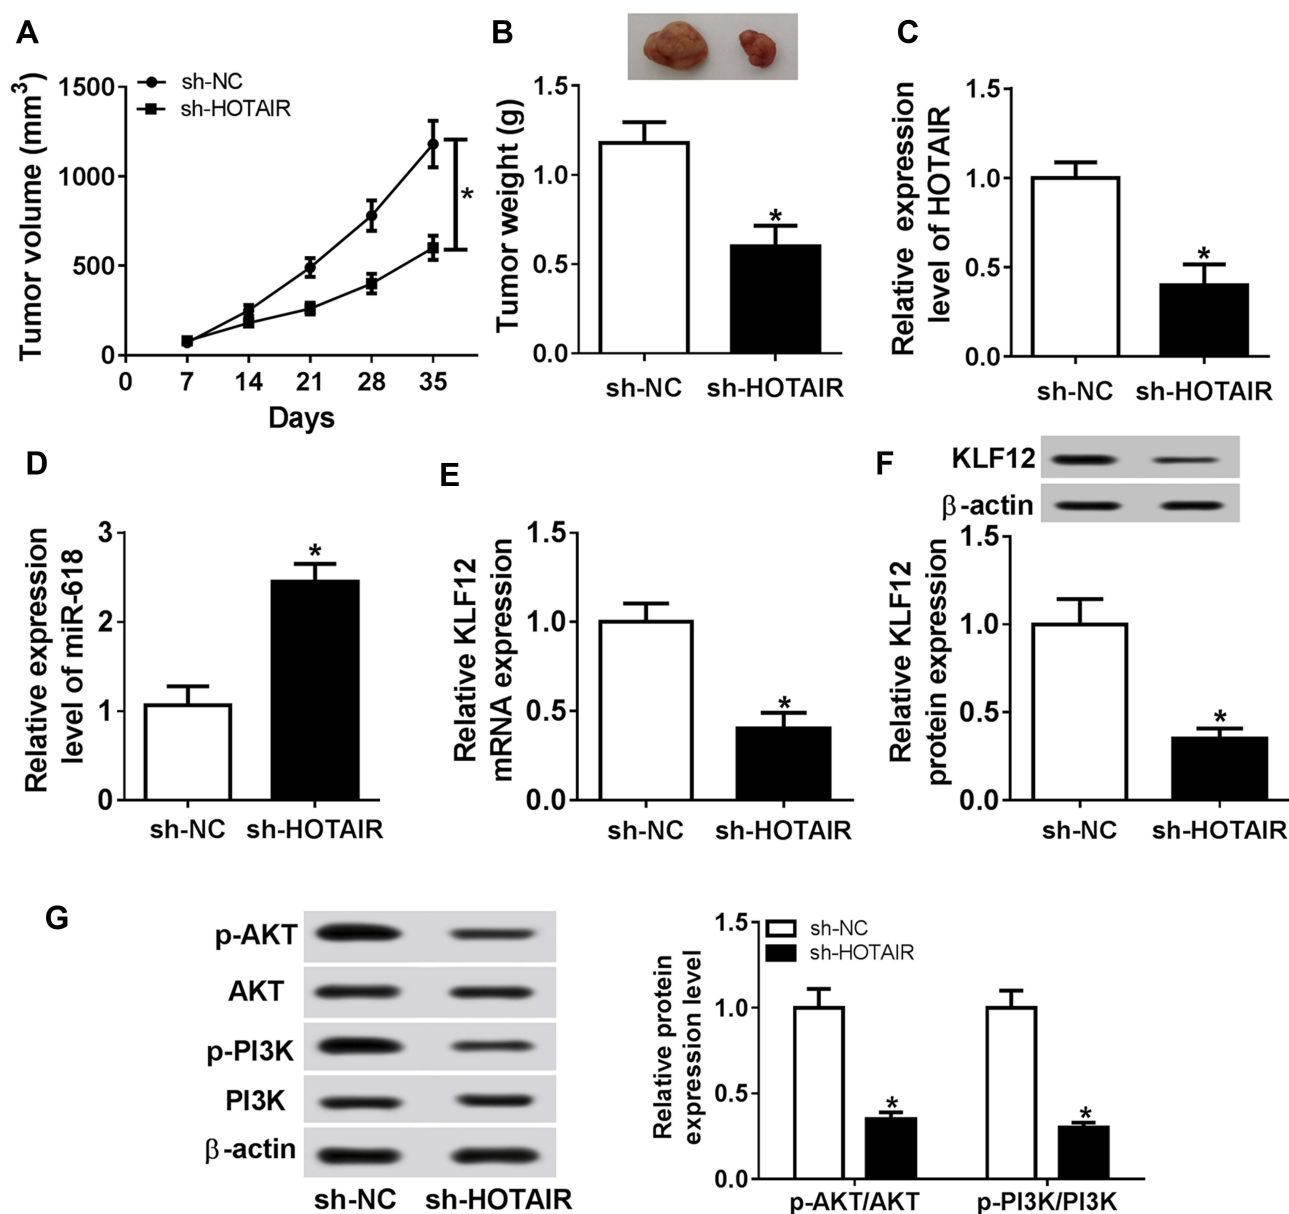 A
Tumor volume (mm³)
1500
1000
500
0
sh-NC
sh-HOTAIR
*
0 7 14 21 28 35
Days
B
Tumor weight (g)
1.5
1.0
0.5
0.0
*
sh-NC sh-HOTAIR
C
Relative expression
level of HOTAIR
1.5
1.0
0.5
0.0
*
sh-NC sh-HOTAIR
D
Relative expression
level of miR-618
3
2
1
0
*
sh-NC sh-HOTAIR
E
Relative KLF12
mRNA expression
1.5
1.0
0.5
0.0
*
sh-NC sh-HOTAIR
F
KLF12
β-actin
Relative KLF12
protein expression
1.5
1.0
0.5
0.0
*
sh-NC sh-HOTAIR
G
p-AKT
AKT
p-PI3K
PI3K
β-actin
sh-NC sh-HOTAIR
Relative protein
expression level
1.5
1.0
0.5
0.0
sh-NC
sh-HOTAIR
*
*
p-AKT/AKT p-PI3K/PI3K